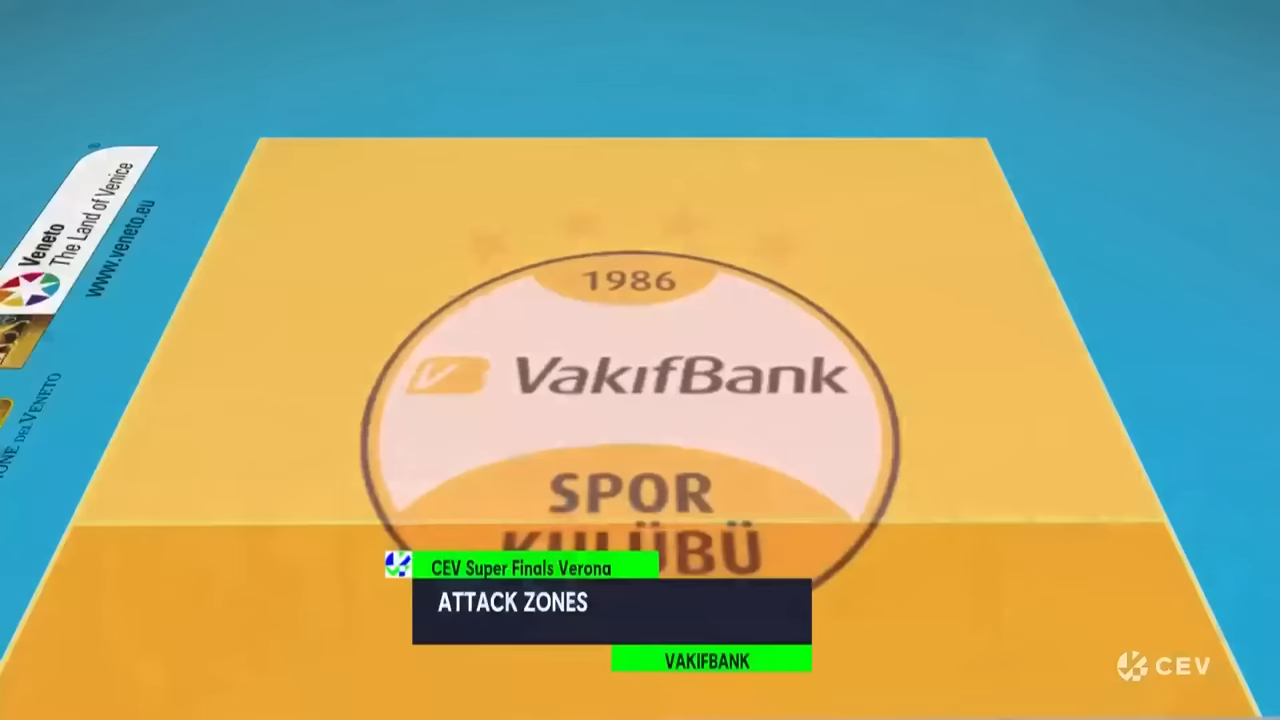 Veneto
The Land of Venice
www.veneto.eu
1986
VakıfBank
SPOR
KULÜBÜ
CEV Super Finals Verona
ATTACK ZONES
VAKIFBANK
CEV